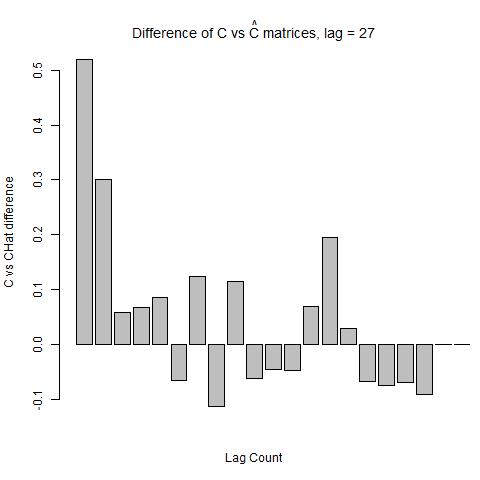 Difference of C vs Ĉ matrices, lag = 27
C vs CHat difference
0.5
0.4
0.3
0.2
0.1
0.0
-0.1
Lag Count